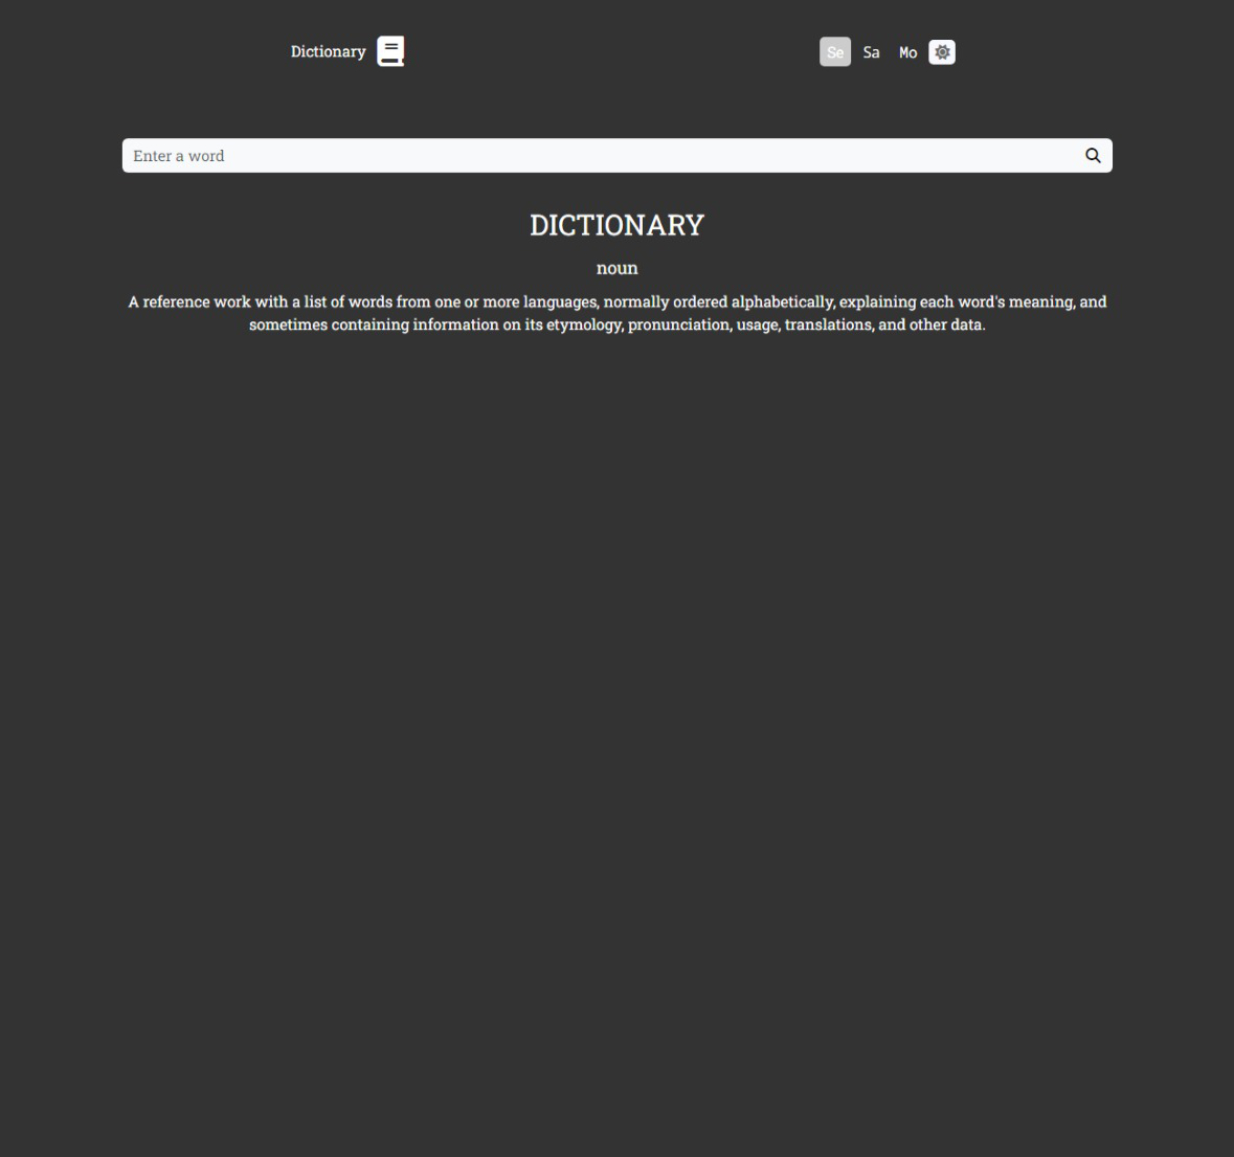 Dictionary
Se Sa Mo
Enter a word
DICTIONARY
noun
A reference work with a list of words from one or more languages, normally ordered alphabetically, explaining each word's meaning, and
sometimes containing information on its etymology, pronunciation, usage, translations, and other data.